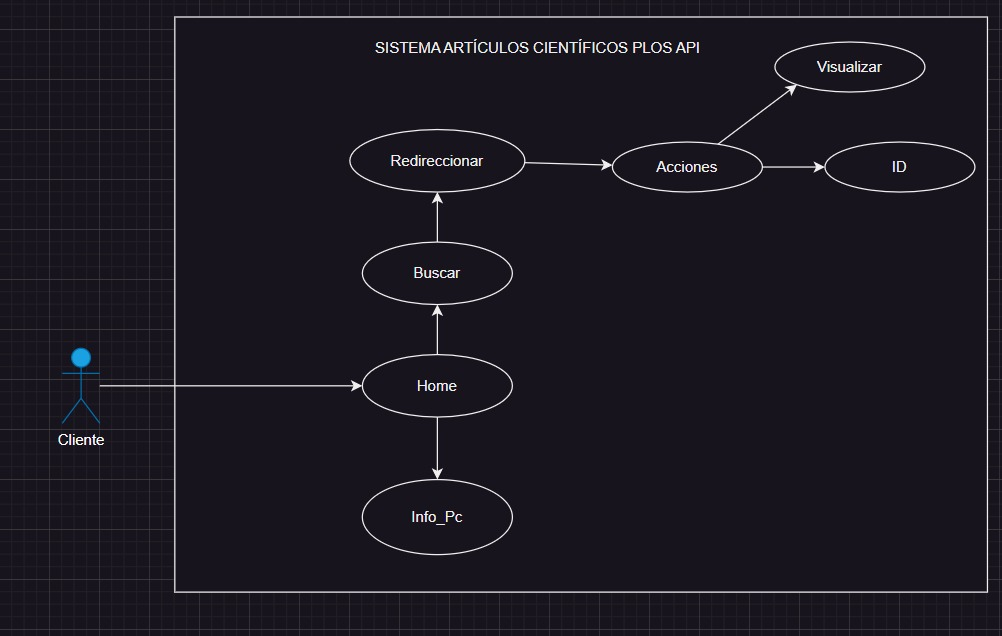 SISTEMA ARTÍCULOS CIENTÍFICOS PLOS API
Visualizar
Redireccionar
Acciones
ID
Buscar
Home
Cliente
Info_Pc